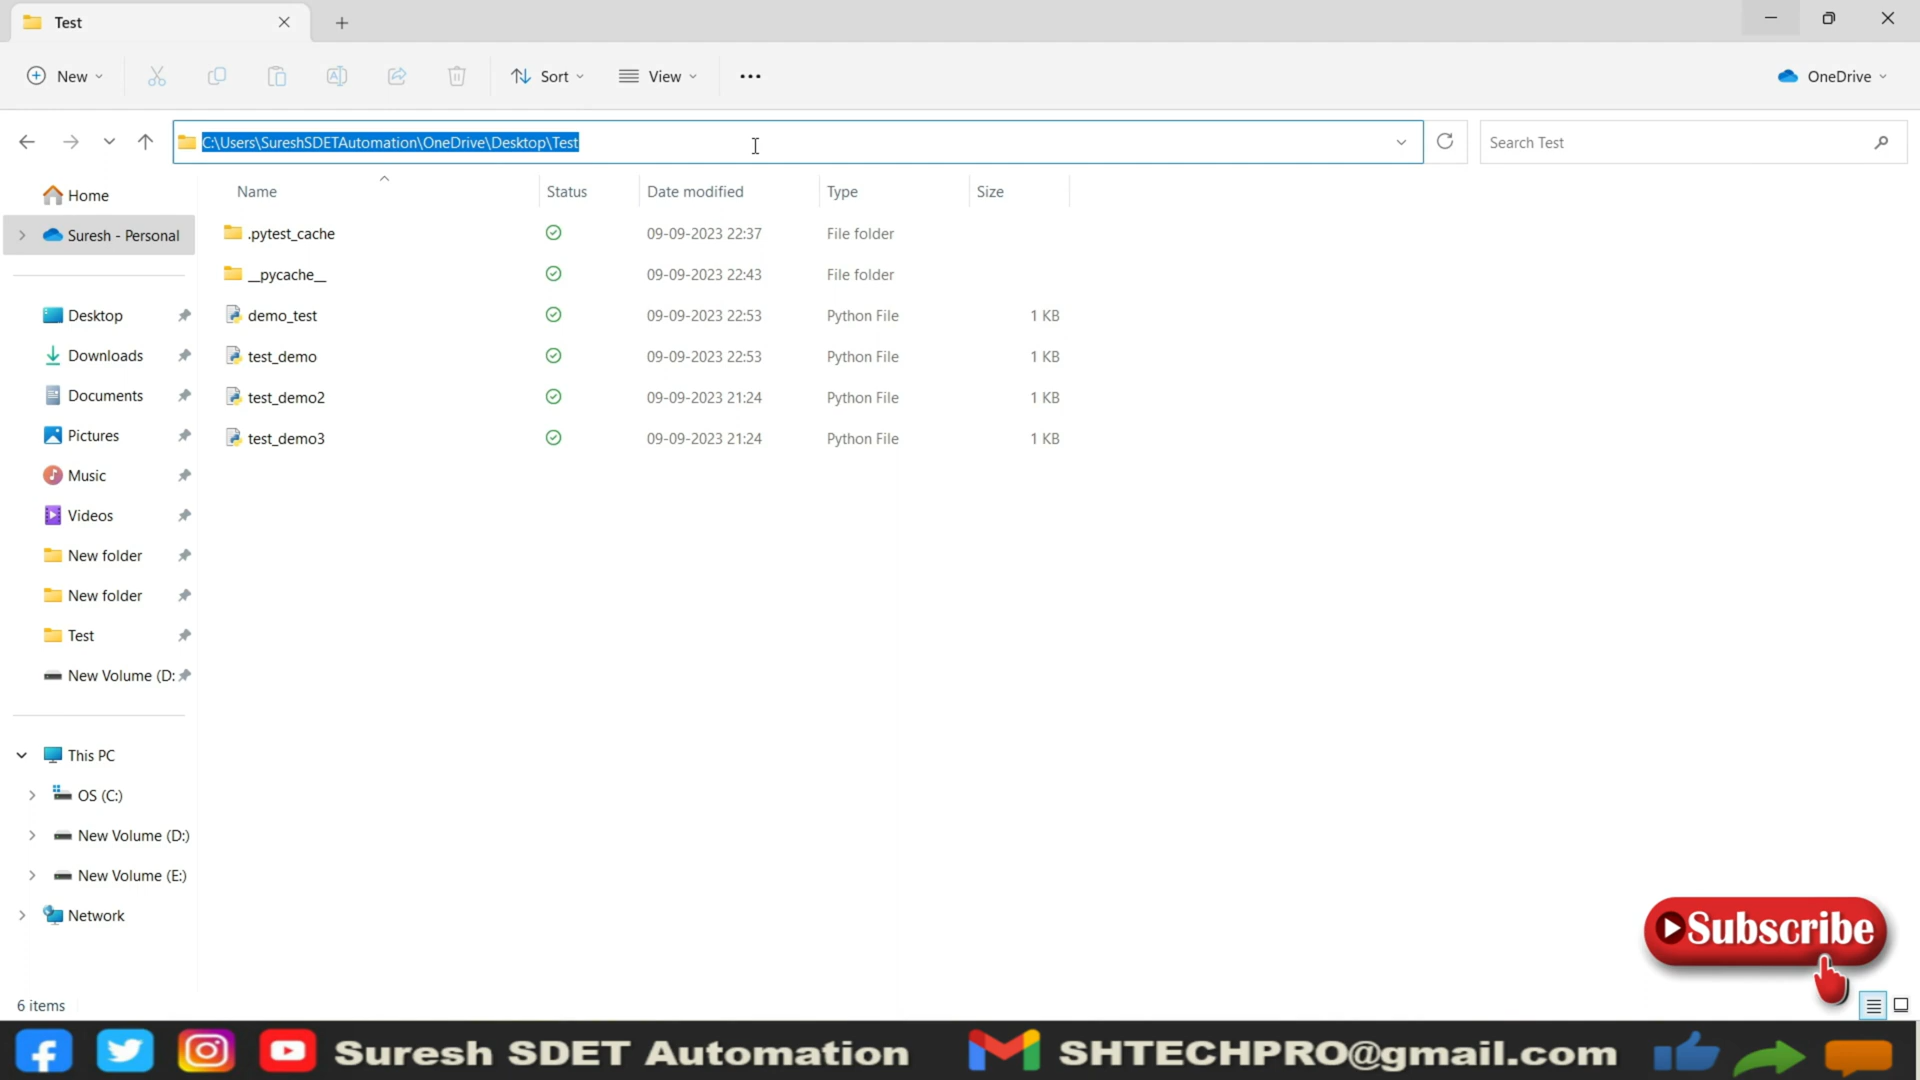 Test
New
Sort
View
OneDrive
C:\Users\SureshSDETAutomation\OneDrive\Desktop\Test
Search Test
Name Status Date modified Type Size
Home
Suresh - Personal
Desktop
Downloads
Documents
Pictures
Music
Videos
New folder
New folder
Test
New Volume (D:
This PC
OS (C:)
New Volume (D:)
New Volume (E:)
Network
.pytest_cache 09-09-2023 22:37 File folder
__pycache__ 09-09-2023 22:43 File folder
demo_test 09-09-2023 22:53 Python File 1 KB
test_demo 09-09-2023 22:53 Python File 1 KB
test_demo2 09-09-2023 21:24 Python File 1 KB
test_demo3 09-09-2023 21:24 Python File 1 KB
Subscribe
6 items
Suresh SDET Automation SHTECHPRO@gmail.com